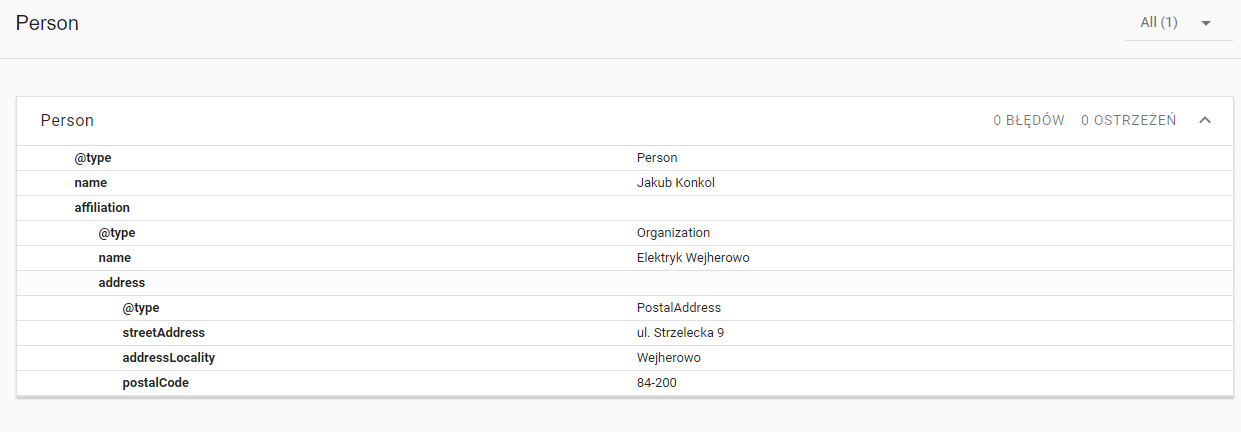 Person
All (1)
Person
0 BŁĘDÓW 0 OSTRZEŻEŃ
@type Person
name Jakub Konkol
affiliation
@type Organization
name Elektryk Wejherowo
address
@type PostalAddress
streetAddress ul. Strzelecka 9
addressLocality Wejherowo
postalCode 84-200